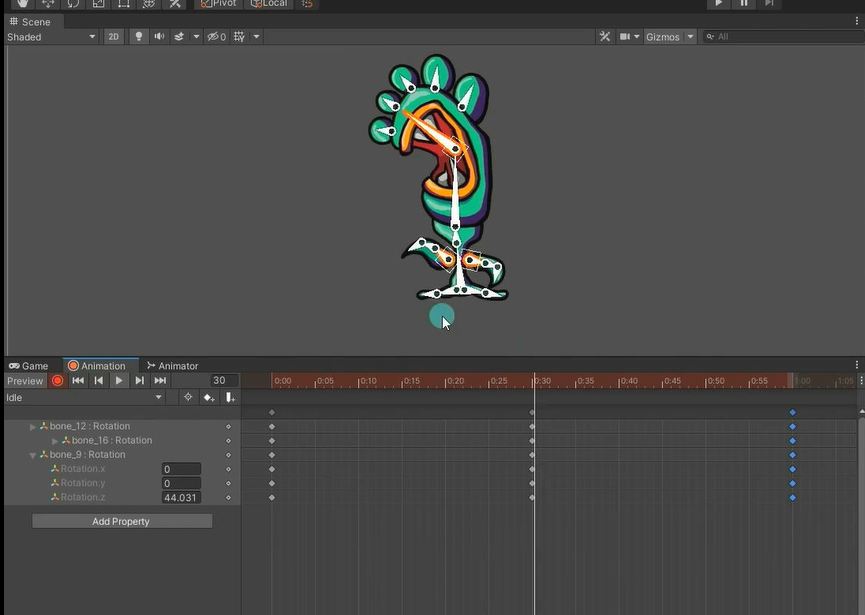 Pivot Local
Scene
Shaded 2D 0 Gizmos All
Game Animation Animator
Preview 30 0:00 0:05 0:10 0:15 0:20 0:25 0:30 0:35 0:40 0:45 0:50 0:55 1:00 1:05
Idle
bone_12 : Rotation
bone_16 : Rotation
bone_9 : Rotation
Rotation.x 0
Rotation.y 0
Rotation.z 44.031
Add Property